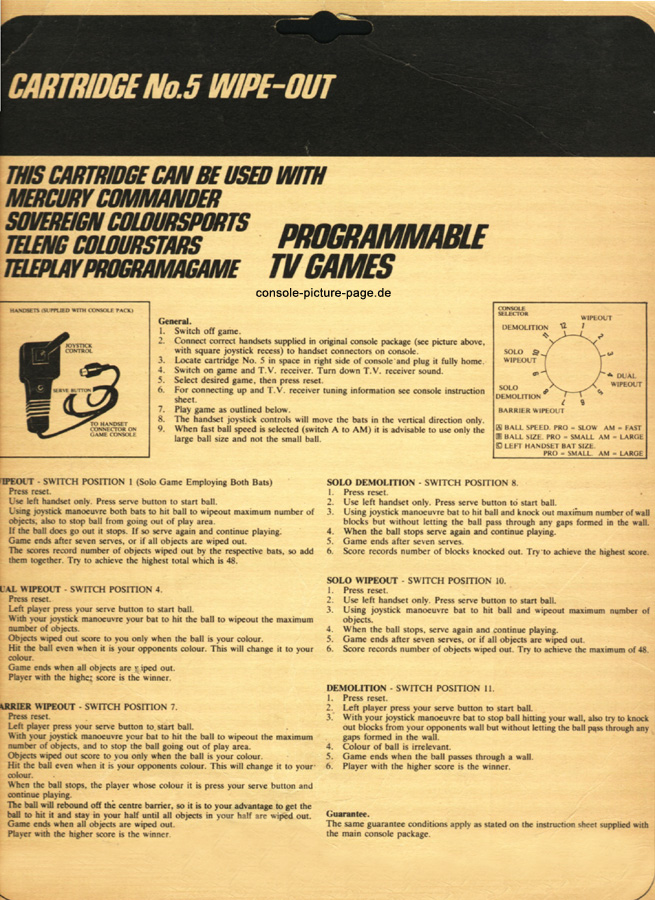 CARTRIDGE No.5 WIPE-OUT
THIS CARTRIDGE CAN BE USED WITH
MERCURY COMMANDER
SOVEREIGN COLOURSPORTS
TELENG COLOURSTARS
TELEPLAY PROGRAMAGAME
PROGRAMMABLE
TV GAMES
console-picture-page.de
HANDSETS (SUPPLIED WITH CONSOLE PACK)
JOYSTICK
CONTROL
SERVE BUTTON
TO HANDSET
CONNECTOR ON
GAME CONSOLE
General.
1. Switch off game.
2. Connect correct handsets supplied in original console package (see picture above,
with square joystick recess) to handset connectors on console.
3. Locate cartridge No. 5 in space in right side of console and plug it fully home.
4. Switch on game and T.V. receiver. Turn down T.V. receiver sound.
5. Select desired game, then press reset.
6. For connecting up and T.V. receiver tuning information see console instruction
sheet.
7. Play game as outlined below.
8. The handset joystick controls will move the bats in the vertical direction only.
9. When fast ball speed is selected (switch A to AM) it is advisable to use only the
large ball size and not the small ball.
CONSOLE
SELECTOR
WIPEOUT
DEMOLITION
SOLO
WIPEOUT
DUAL
WIPEOUT
SOLO
DEMOLITION
BARRIER WIPEOUT
12 1 2 3 4 7 8 9 10 11
A BALL SPEED. PRO = SLOW AM = FAST
B BALL SIZE. PRO = SMALL AM = LARGE
C LEFT HANDSET BAT SIZE.
PRO = SMALL. AM = LARGE
IPEOUT - SWITCH POSITION 1 (Solo Game Employing Both Bats)
Press reset.
Use left handset only. Press serve button to start ball.
Using joystick manoeuvre both bats to hit ball to wipeout maximum number of
objects, also to stop ball from going out of play area.
If the ball does go out it stops. If so serve again and continue playing.
Game ends after seven serves, or if all objects are wiped out.
The scores record number of objects wiped out by the respective bats, so add
them together. Try to achieve the highest total which is 48.
UAL WIPEOUT - SWITCH POSITION 4.
Press reset.
Left player press your serve button to start ball.
With your joystick manoeuvre your bat to hit the ball to wipeout the maximum
number of objects.
Objects wiped out score to you only when the ball is your colour.
Hit the ball even when it is your opponents colour. This will change it to your
colour.
Game ends when all objects are wiped out.
Player with the higher score is the winner.
ARRIER WIPEOUT - SWITCH POSITION 7.
Press reset.
Left player press your serve button to start ball.
With your joystick manoeuvre your bat to hit the ball to wipeout the maximum
number of objects, and to stop the ball going out of play area.
Objects wiped out score to you only when the ball is your colour.
Hit the ball even when it is your opponents colour. This will change it to your
colour.
When the ball stops, the player whose colour it is press your serve button and
continue playing.
The ball will rebound off the centre barrier, so it is to your advantage to get the
ball to hit it and stay in your half until all objects in your half are wiped out.
Game ends when all are wiped out.
Player with the higher score is the winner.
SOLO DEMOLITION - SWITCH POSITION 8.
1. Press reset.
2. Use left handset only. Press serve button to start ball.
3. Using joystick manoeuvre bat to hit ball and knock out maximum number of wall
blocks but without letting the ball pass through any gaps formed in the wall.
4. When the ball stops serve again and continue playing.
5. Game ends after seven serves.
6. Score records number of blocks knocked out. Try to achieve the highest score.
SOLO WIPEOUT - SWITCH POSITION 10.
1. Press reset.
2. Use left handset only. Press serve button to start ball.
3. Using joystick manoeuvre bat to hit ball and wipeout maximum number of
objects.
4. When the ball stops, serve again and continue playing.
5. Game ends after seven serves, or if all objects are wiped out.
6. Score records number of objects wiped out. Try to achieve the maximum of 48.
DEMOLITION - SWITCH POSITION 11.
1. Press reset.
2. Left player press your serve button to start ball.
3. With your joystick manoeuvre bat to stop ball hitting your wall, also try to knock
out blocks from your opponents wall but without letting the ball pass through any
gaps formed in the wall.
4. Colour of ball is irrelevant.
5. Game ends when the ball passes through a wall.
6. Player with the higher score is the winner.
Guarantee.
The same guarantee conditions apply as stated on the instruction sheet supplied with
the main console package.